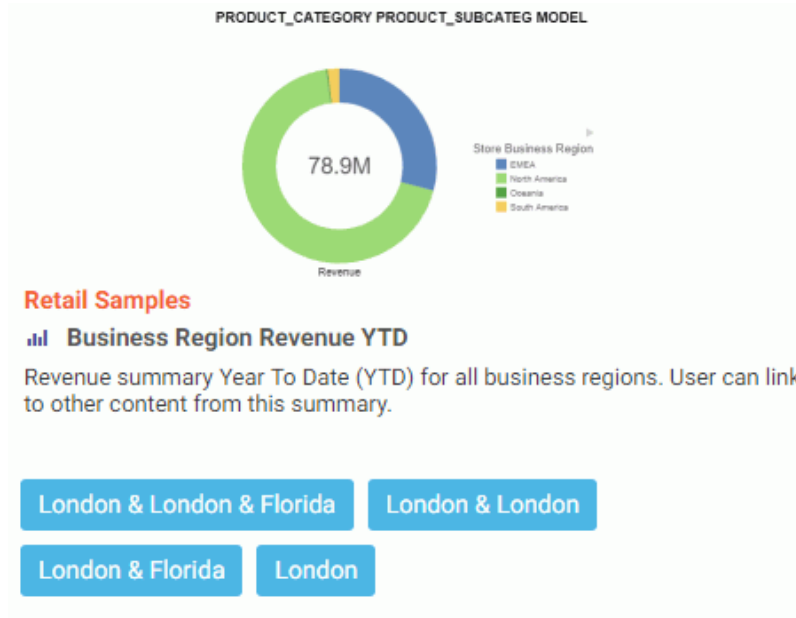 PRODUCT_CATEGORY PRODUCT_SUBCATEG MODEL
78.9M
Store Business Region
EMEA
North America
Oceania
South America
Revenue
Retail Samples
Business Region Revenue YTD
Revenue summary Year To Date (YTD) for all business regions. User can link
to other content from this summary.
London & London & Florida
London & London
London & Florida
London